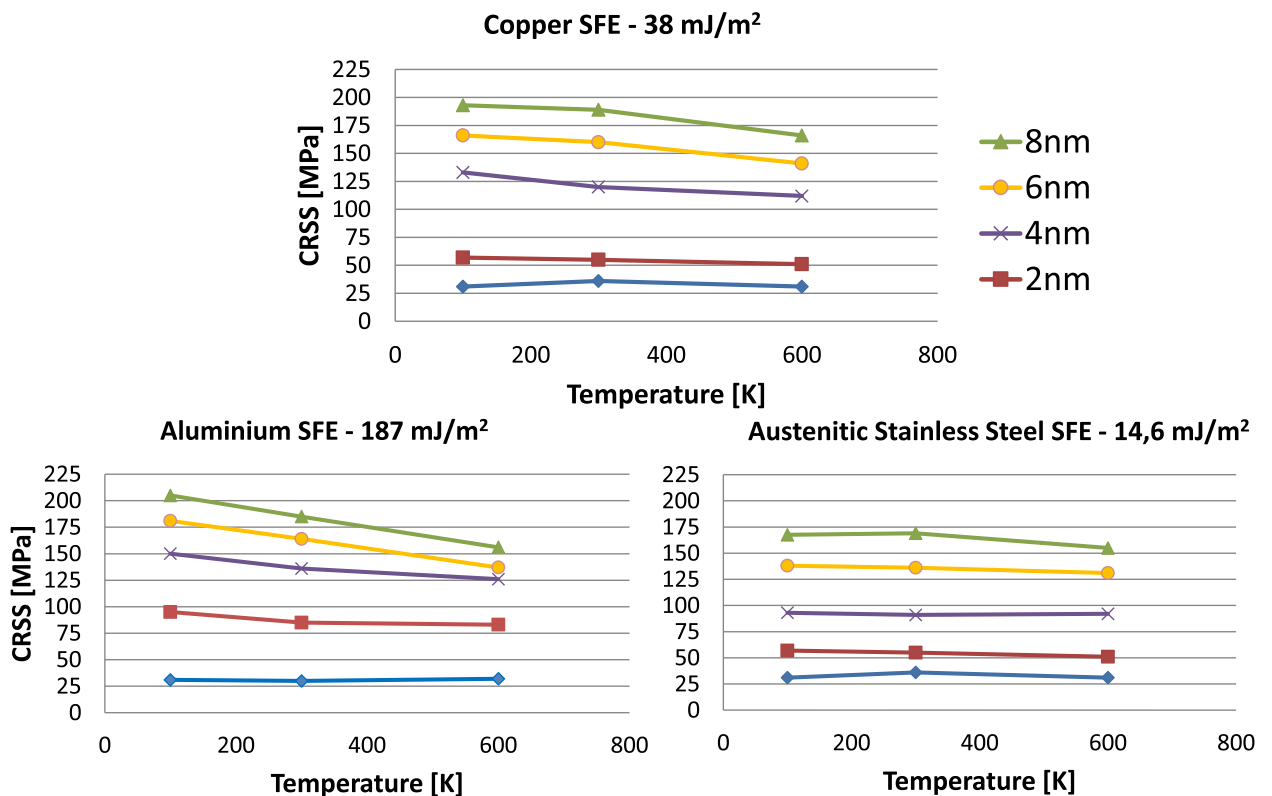 Copper SFE - 38 mJ/m²
225
200
175
150
125
100
75
50
25
0
CRSS [MPa]
0 200 400 600 800
Temperature [K]
8nm
6nm
4nm
2nm
Aluminium SFE - 187 mJ/m²
225
200
175
150
125
100
75
50
25
0
CRSS [MPa]
0 200 400 600 800
Temperature [K]
Austenitic Stainless Steel SFE - 14,6 mJ/m²
225
200
175
150
125
100
75
50
25
0
0 200 400 600 800
Temperature [K]